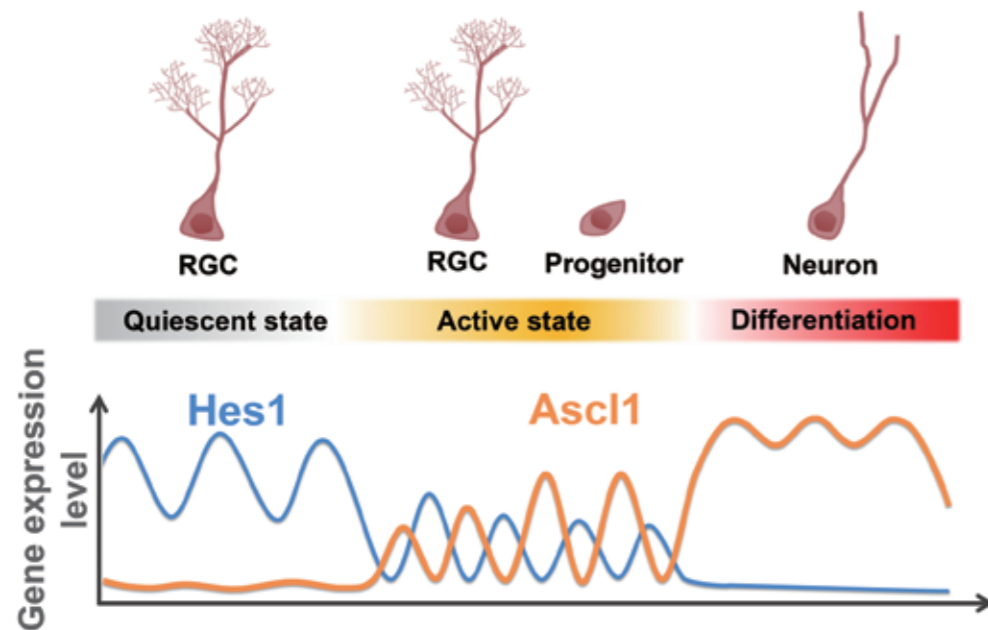 RGC
RGC
Progenitor
Neuron
Quiescent state
Active state
Differentiation
Gene expression
level
Hes1
Ascl1